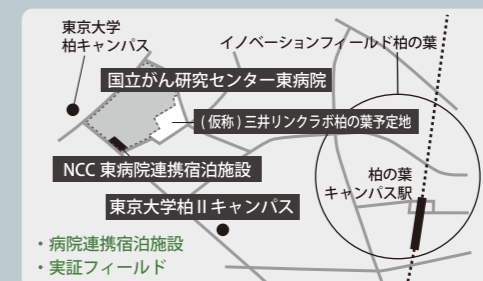 東京大学
柏キャンパス
イノベーションフィールド柏の葉
国立がん研究センター東病院
(仮称)三井リンクラボ柏の葉予定地
NCC 東病院連携宿泊施設
柏の葉
キャンパス駅
東京大学柏Ⅱキャンパス
・病院連携宿泊施設
・実証フィールド